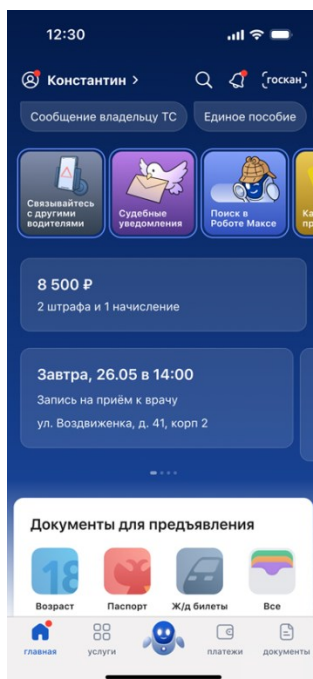 12:30
Константин >
госкан
Сообщение владельцу ТС
Единое пособие
Связывайтесь
с другими
водителями
Судебные
уведомления
Поиск в
Роботе Максе
8 500 ₽
2 штрафа и 1 начисление
Завтра, 26.05 в 14:00
Запись на приём к врачу
ул. Воздвиженка, д. 41, корп 2
Документы для предъявления
18
Возраст
Паспорт
Ж/д билеты
Все
главная
услуги
платежи
документы